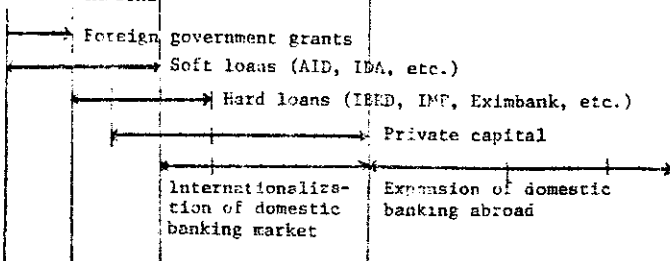 Foreign government grants
Soft loans (AID, IDA, etc.)
Hard loans (IBRD, IMF, Eximbank, etc.)
Private capital
Internationaliza-
tion of domestic
banking market
Expansion of domestic
banking abroad